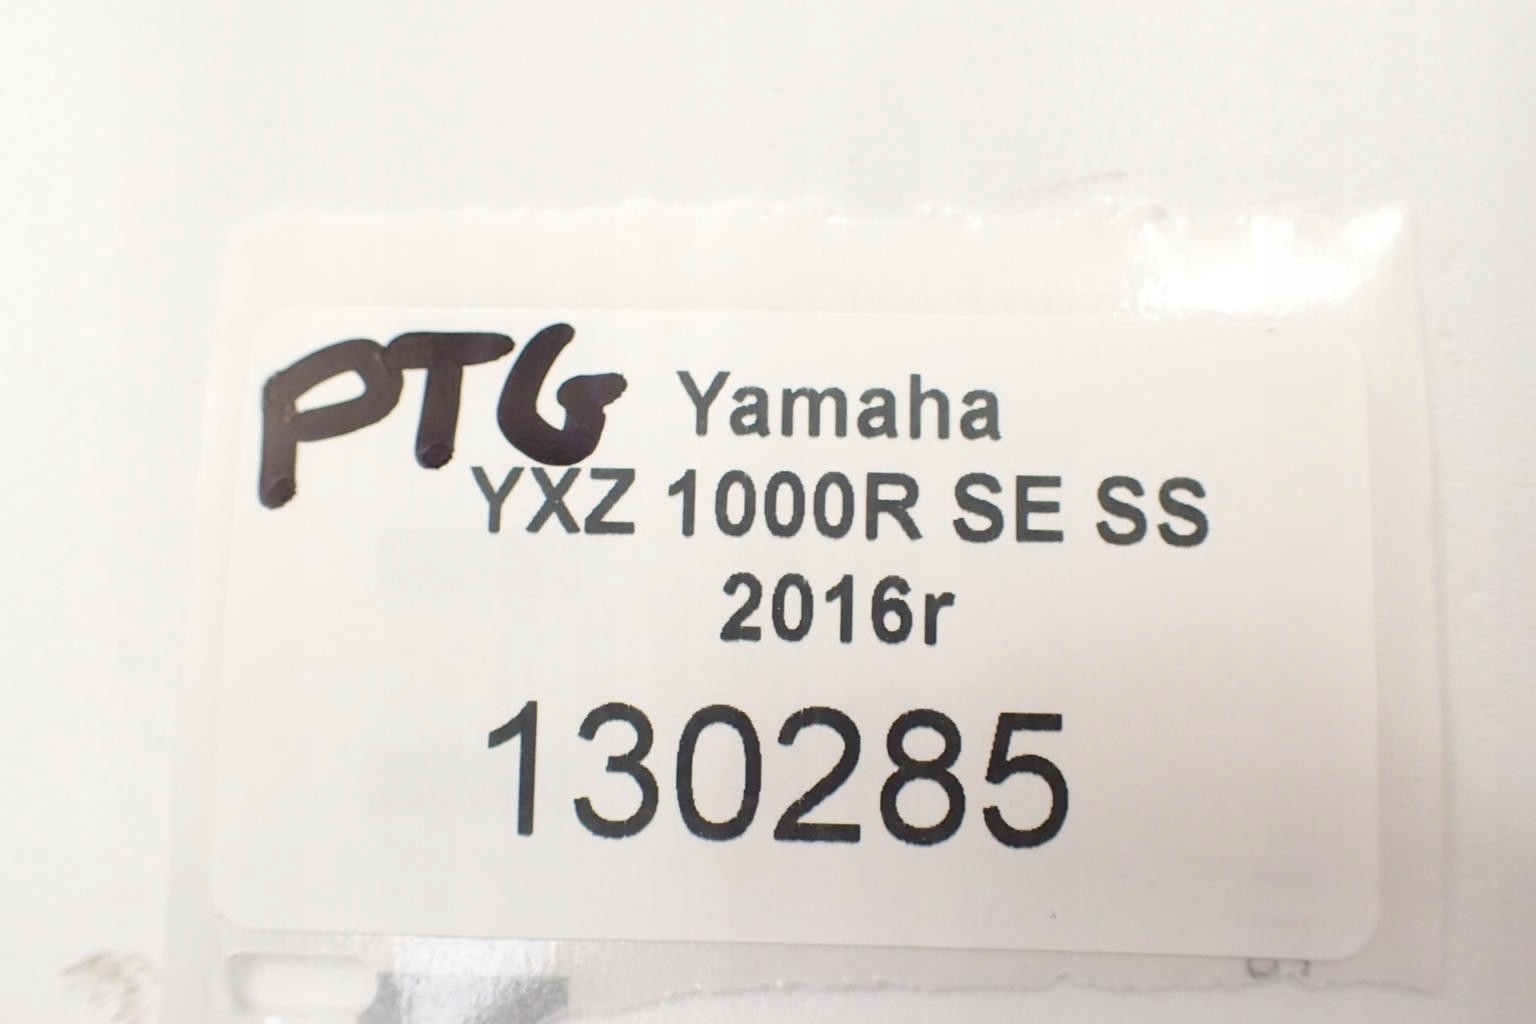 PTG Yamaha
YXZ 1000R SE SS
2016r
130285